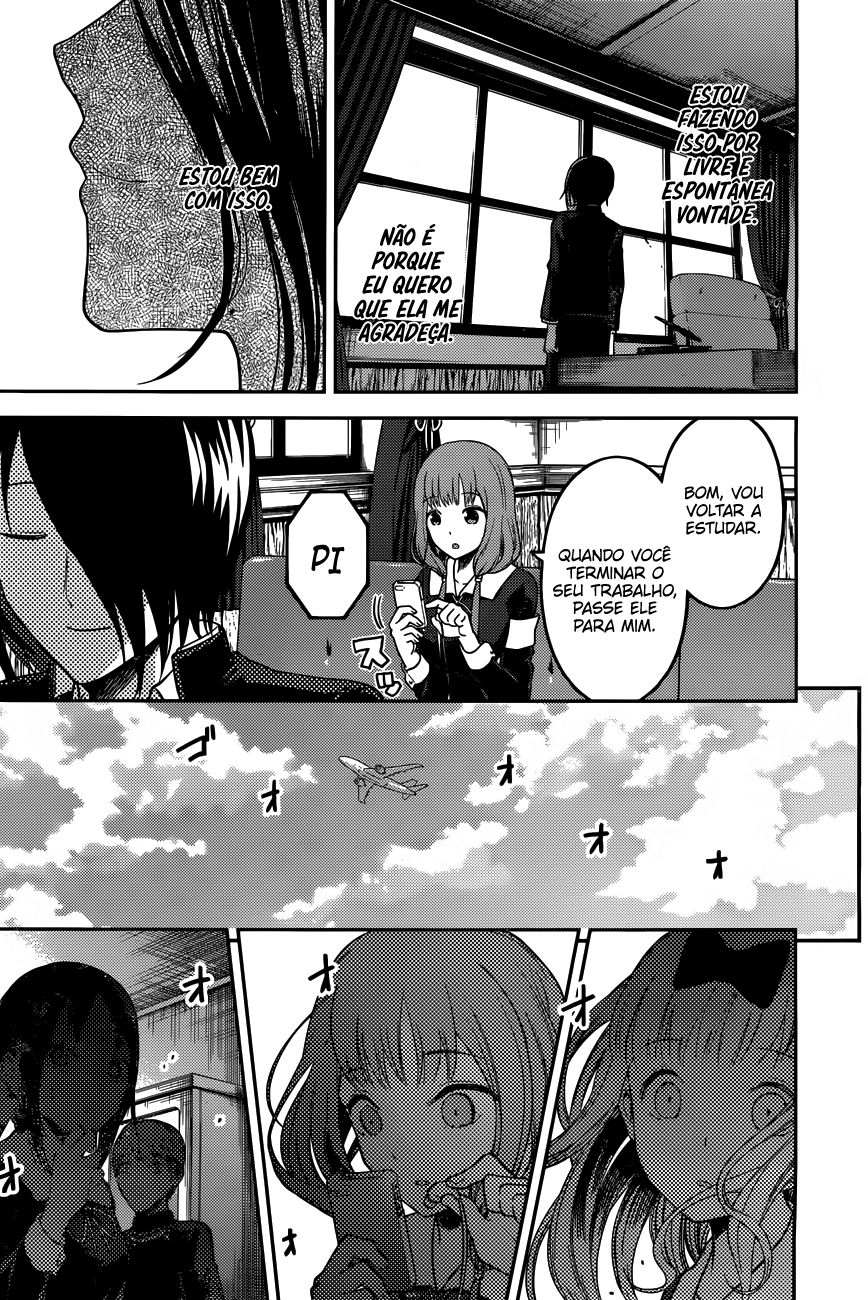 ESTOU
FAZENDO
ISSO POR
LIVRE E
ESPONTÂNEA
VONTADE.
NÃO É
PORQUE
EU QUERO
QUE ELA ME
AGRADEÇA.
ESTOU BEM
COM ISSO.
BOM, VOU
VOLTAR A
ESTUDAR.
QUANDO VOCÊ
TERMINAR O
SEU TRABALHO,
PASSE ELE
PARA MIM.
PI
スッ
ゴ
オ
オ
オ
オ
オ
オ
オ
オ
オ